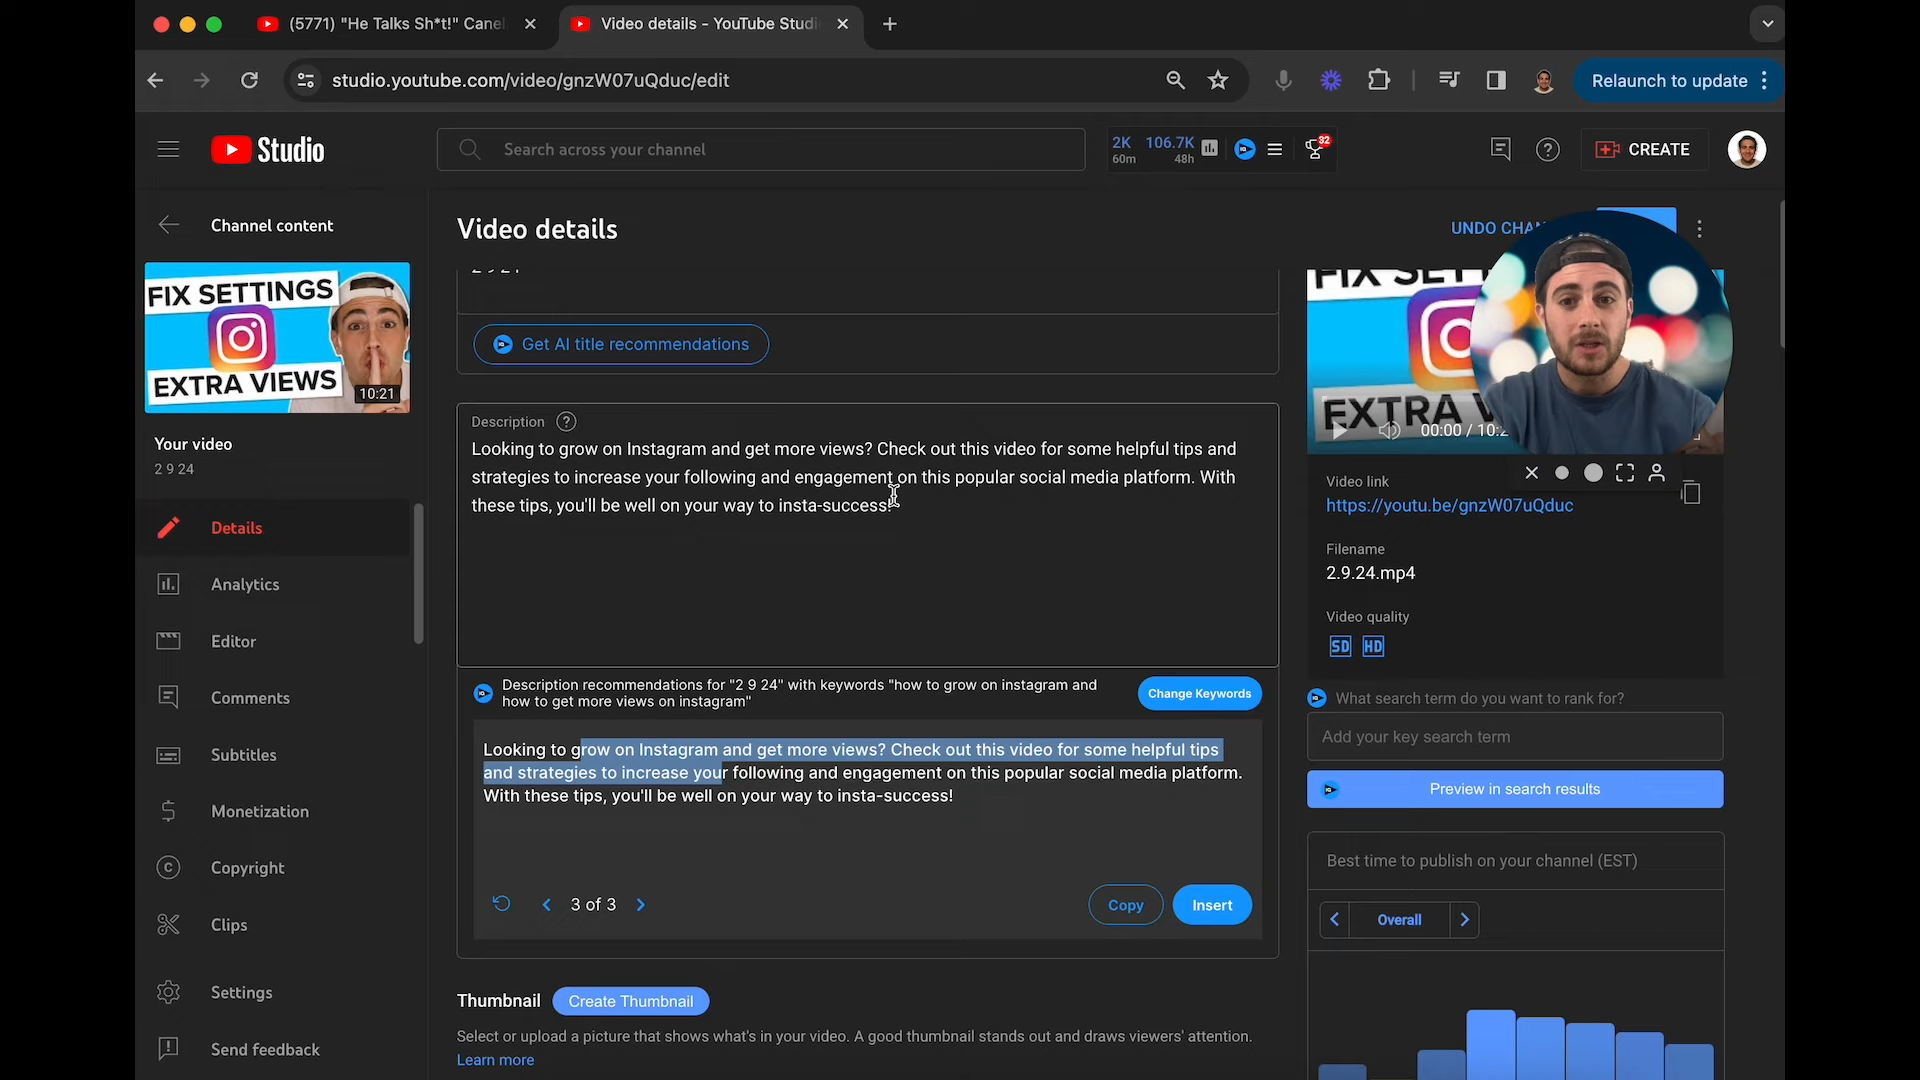 (5771) "He Talks Sh*t!" Canel
Video details - YouTube Studi
studio.youtube.com/video/gnzW07uQduc/edit
Relaunch to update
Studio
Search across your channel
2K 106.7K
60m 48h
32
CREATE
Channel content
Video details
UNDO CHAN
FIX SETTINGS
EXTRA VIEWS
10:21
Your video
2 9 24
Details
Analytics
Editor
Comments
Subtitles
Monetization
Copyright
Clips
Settings
Send feedback
2 9 24
Get AI title recommendations
Description
Looking to grow on Instagram and get more views? Check out this video for some helpful tips and
strategies to increase your following and engagement on this popular social media platform. With
these tips, you'll be well on your way to insta-success!
Description recommendations for "2 9 24" with keywords "how to grow on instagram and
how to get more views on instagram"
Change Keywords
Looking to grow on Instagram and get more views? Check out this video for some helpful tips
and strategies to increase your following and engagement on this popular social media platform.
With these tips, you'll be well on your way to insta-success!
3 of 3
Copy
Insert
Thumbnail
Create Thumbnail
Select or upload a picture that shows what's in your video. A good thumbnail stands out and draws viewers' attention.
Learn more
FIX SETT
EXTRA V
00:00 / 10:2
Video link
https://youtu.be/gnzW07uQduc
Filename
2.9.24.mp4
Video quality
SD HD
What search term do you want to rank for?
Add your key search term
Preview in search results
Best time to publish on your channel (EST)
Overall